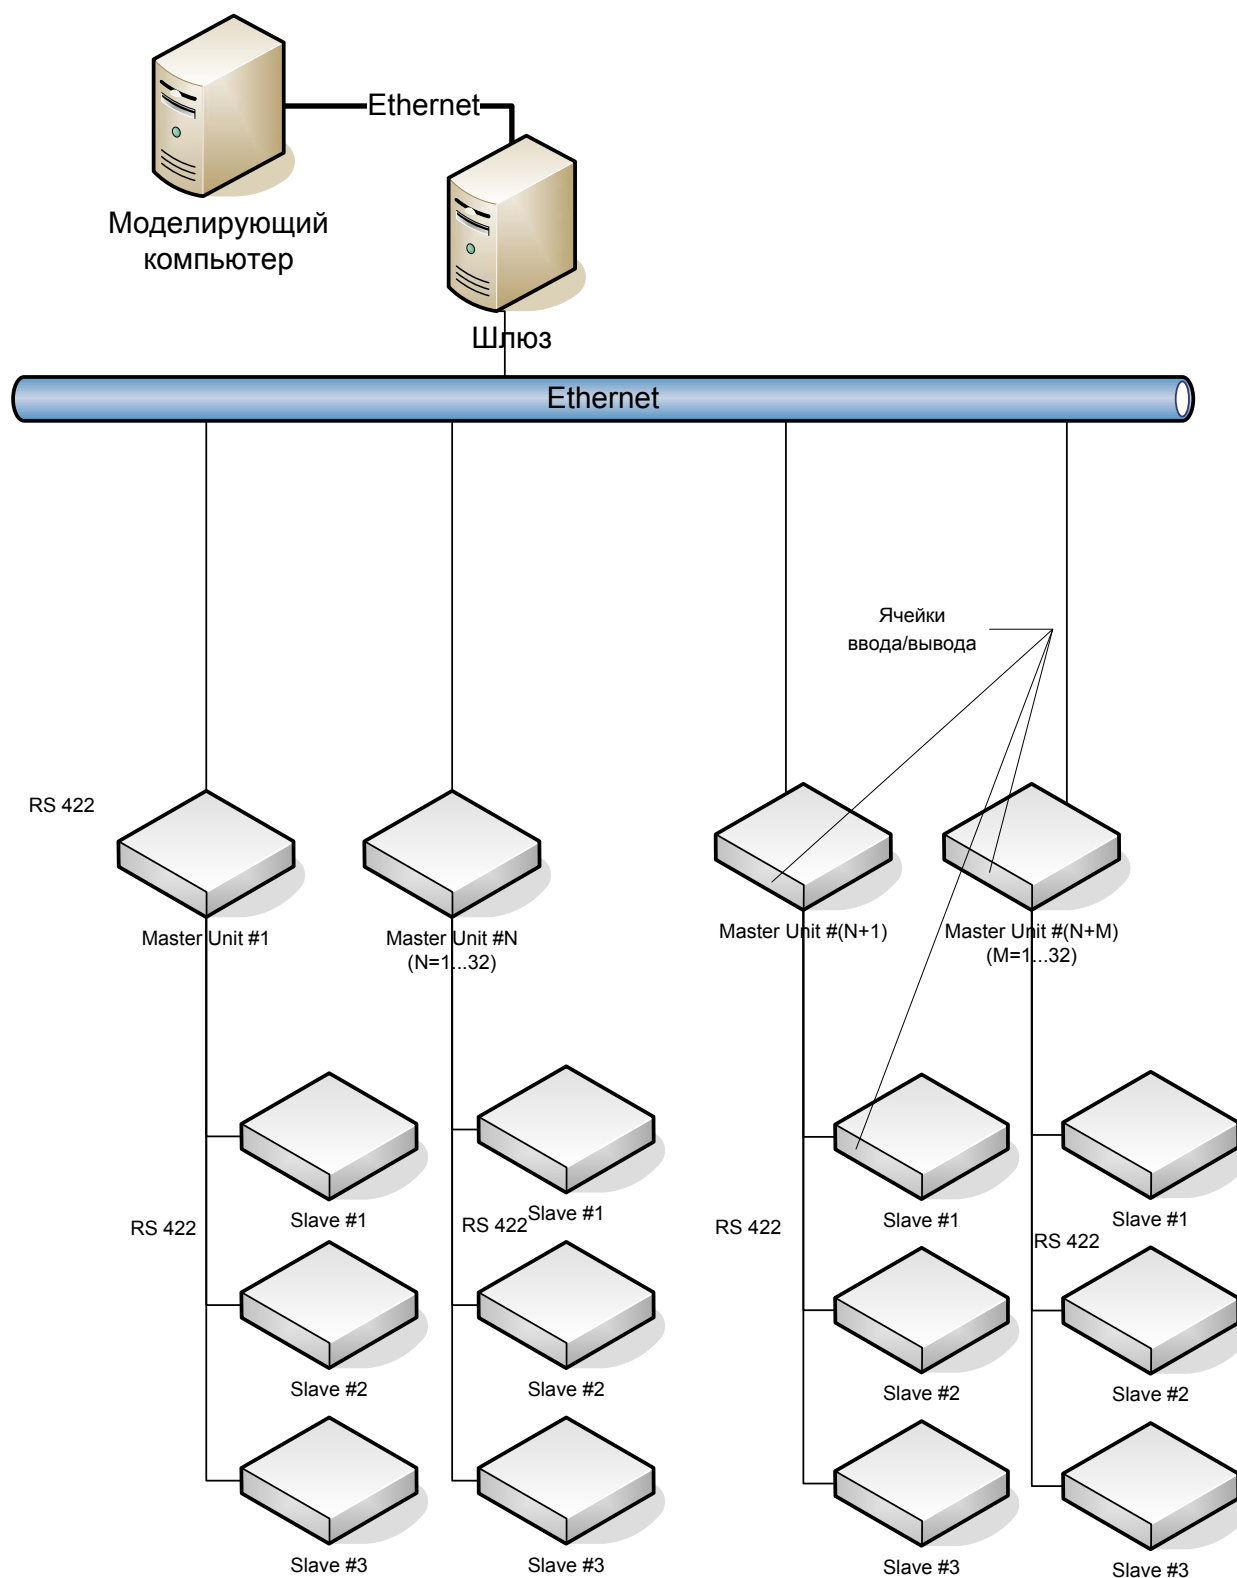 Ethernet
Моделирующий
компьютер
Шлюз
Ethernet
Ячейки
ввода/вывода
RS 422
Master Unit #1
Master Unit #N
(N=1...32)
Master Unit #(N+1)
Master Unit #(N+M)
(M=1...32)
Slave #1
Slave #1
Slave #1
Slave #1
RS 422
RS 422
RS 422
RS 422
Slave #2
Slave #2
Slave #2
Slave #2
Slave #3
Slave #3
Slave #3
Slave #3